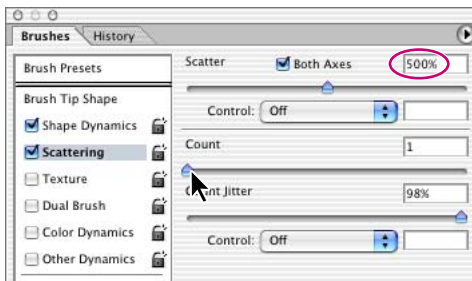 Brushes History
Brush Presets
Brush Tip Shape
Shape Dynamics
Scattering
Texture
Dual Brush
Color Dynamics
Other Dynamics
Scatter Both Axes 500%
Control: Off
Count 1
Jitter 98%
Control: Off